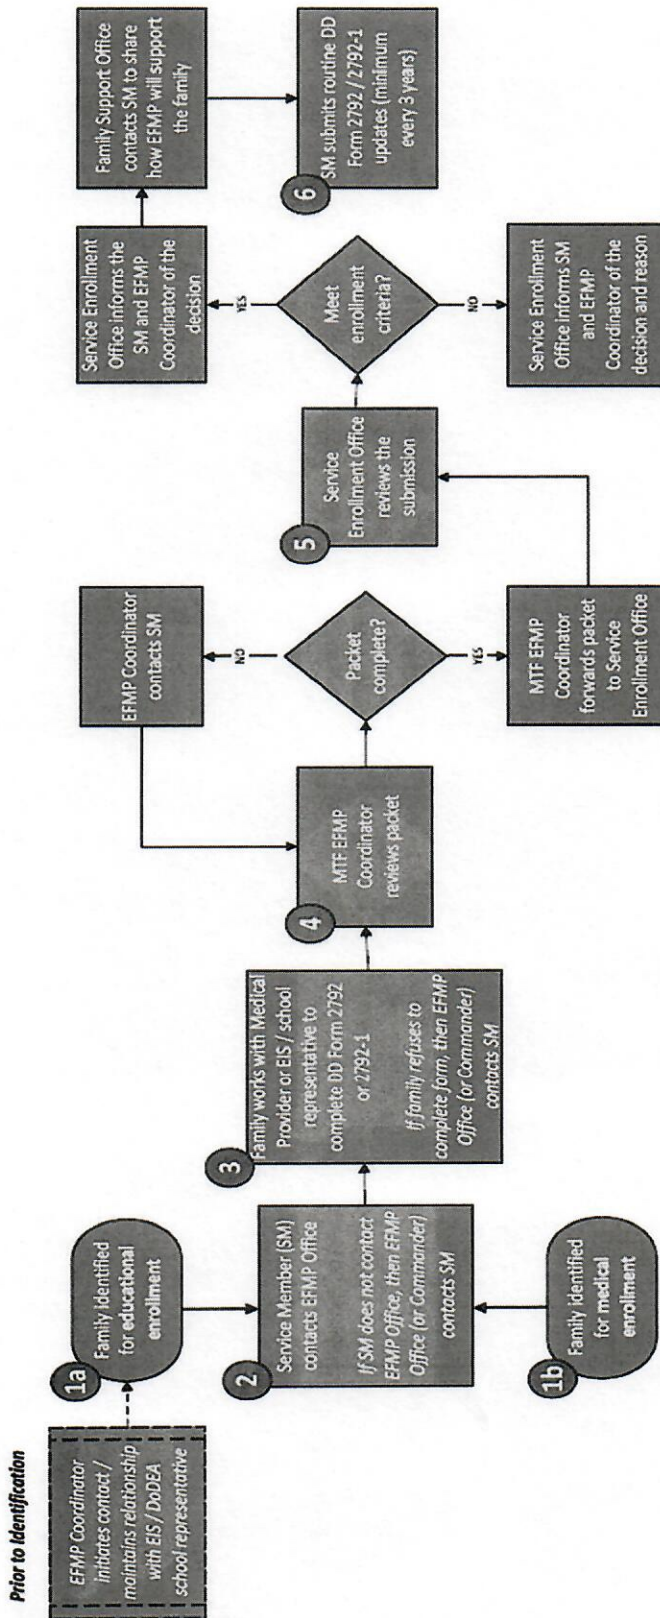 Prior to Identification
EFMP Coordinator
initiates contact /
maintains relationship
with EIS / DoDEA
school representative
1a
Family identified
for educational
enrollment
2
Service Member (SM)
contacts EFMP Office
If SM does not contact
EFMP Office, then EFMP
Office (or Commander)
contacts SM
1b
Family identified
for medical
enrollment
3
Family works with Medical
Provider or EIS / school
representative to
complete DD Form 2792
or 2792-1
If family refuses to
complete form, then EFMP
Office (or Commander)
contacts SM
4
MTF EFMP
Coordinator
reviews packet
EFMP Coordinator
contacts SM
NO
Packet
complete?
YES
MTF EFMP
Coordinator
forwards packet
to Service
Enrollment Office
5
Service
Enrollment Office
reviews the
submission
Meet
enrollment
criteria?
YES
Service Enrollment
Office informs the
SM and EFMP
Coordinator of the
decision
NO
Service Enrollment
Office informs SM
and EFMP
Coordinator of the
decision and reason
Family Support Office
contacts SM to share
how EFMP will support
the family
6
SM submits routine DD
Form 2792 / 2792-1
updates (minimum
every 3 years)